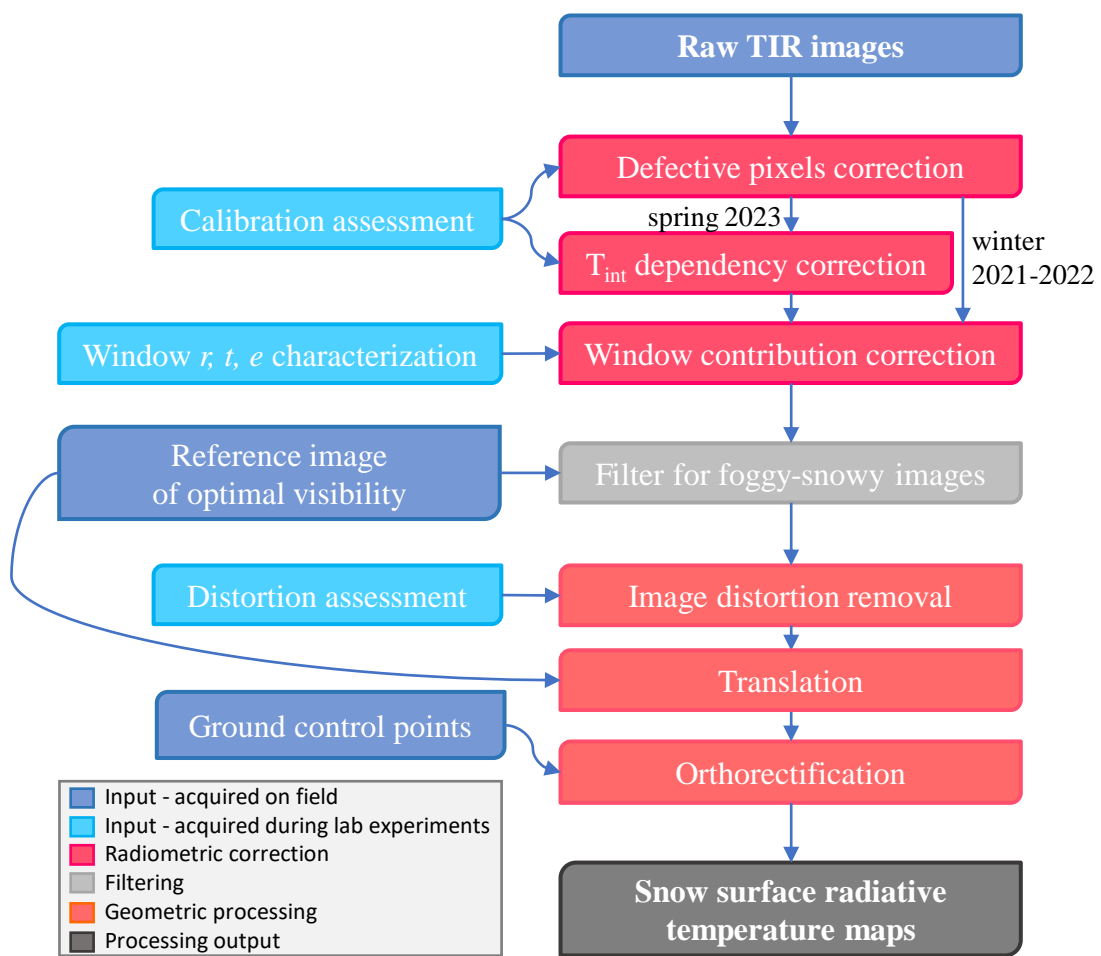 Raw TIR images
Defective pixels correction
Calibration assessment
spring 2023
winter
2021-2022
Tint dependency correction
Window r, t, e characterization
Window contribution correction
Reference image
of optimal visibility
Filter for foggy-snowy images
Distortion assessment
Image distortion removal
Translation
Ground control points
Orthorectification
Input - acquired on field
Input - acquired during lab experiments
Radiometric correction
Filtering
Geometric processing
Processing output
Snow surface radiative
temperature maps